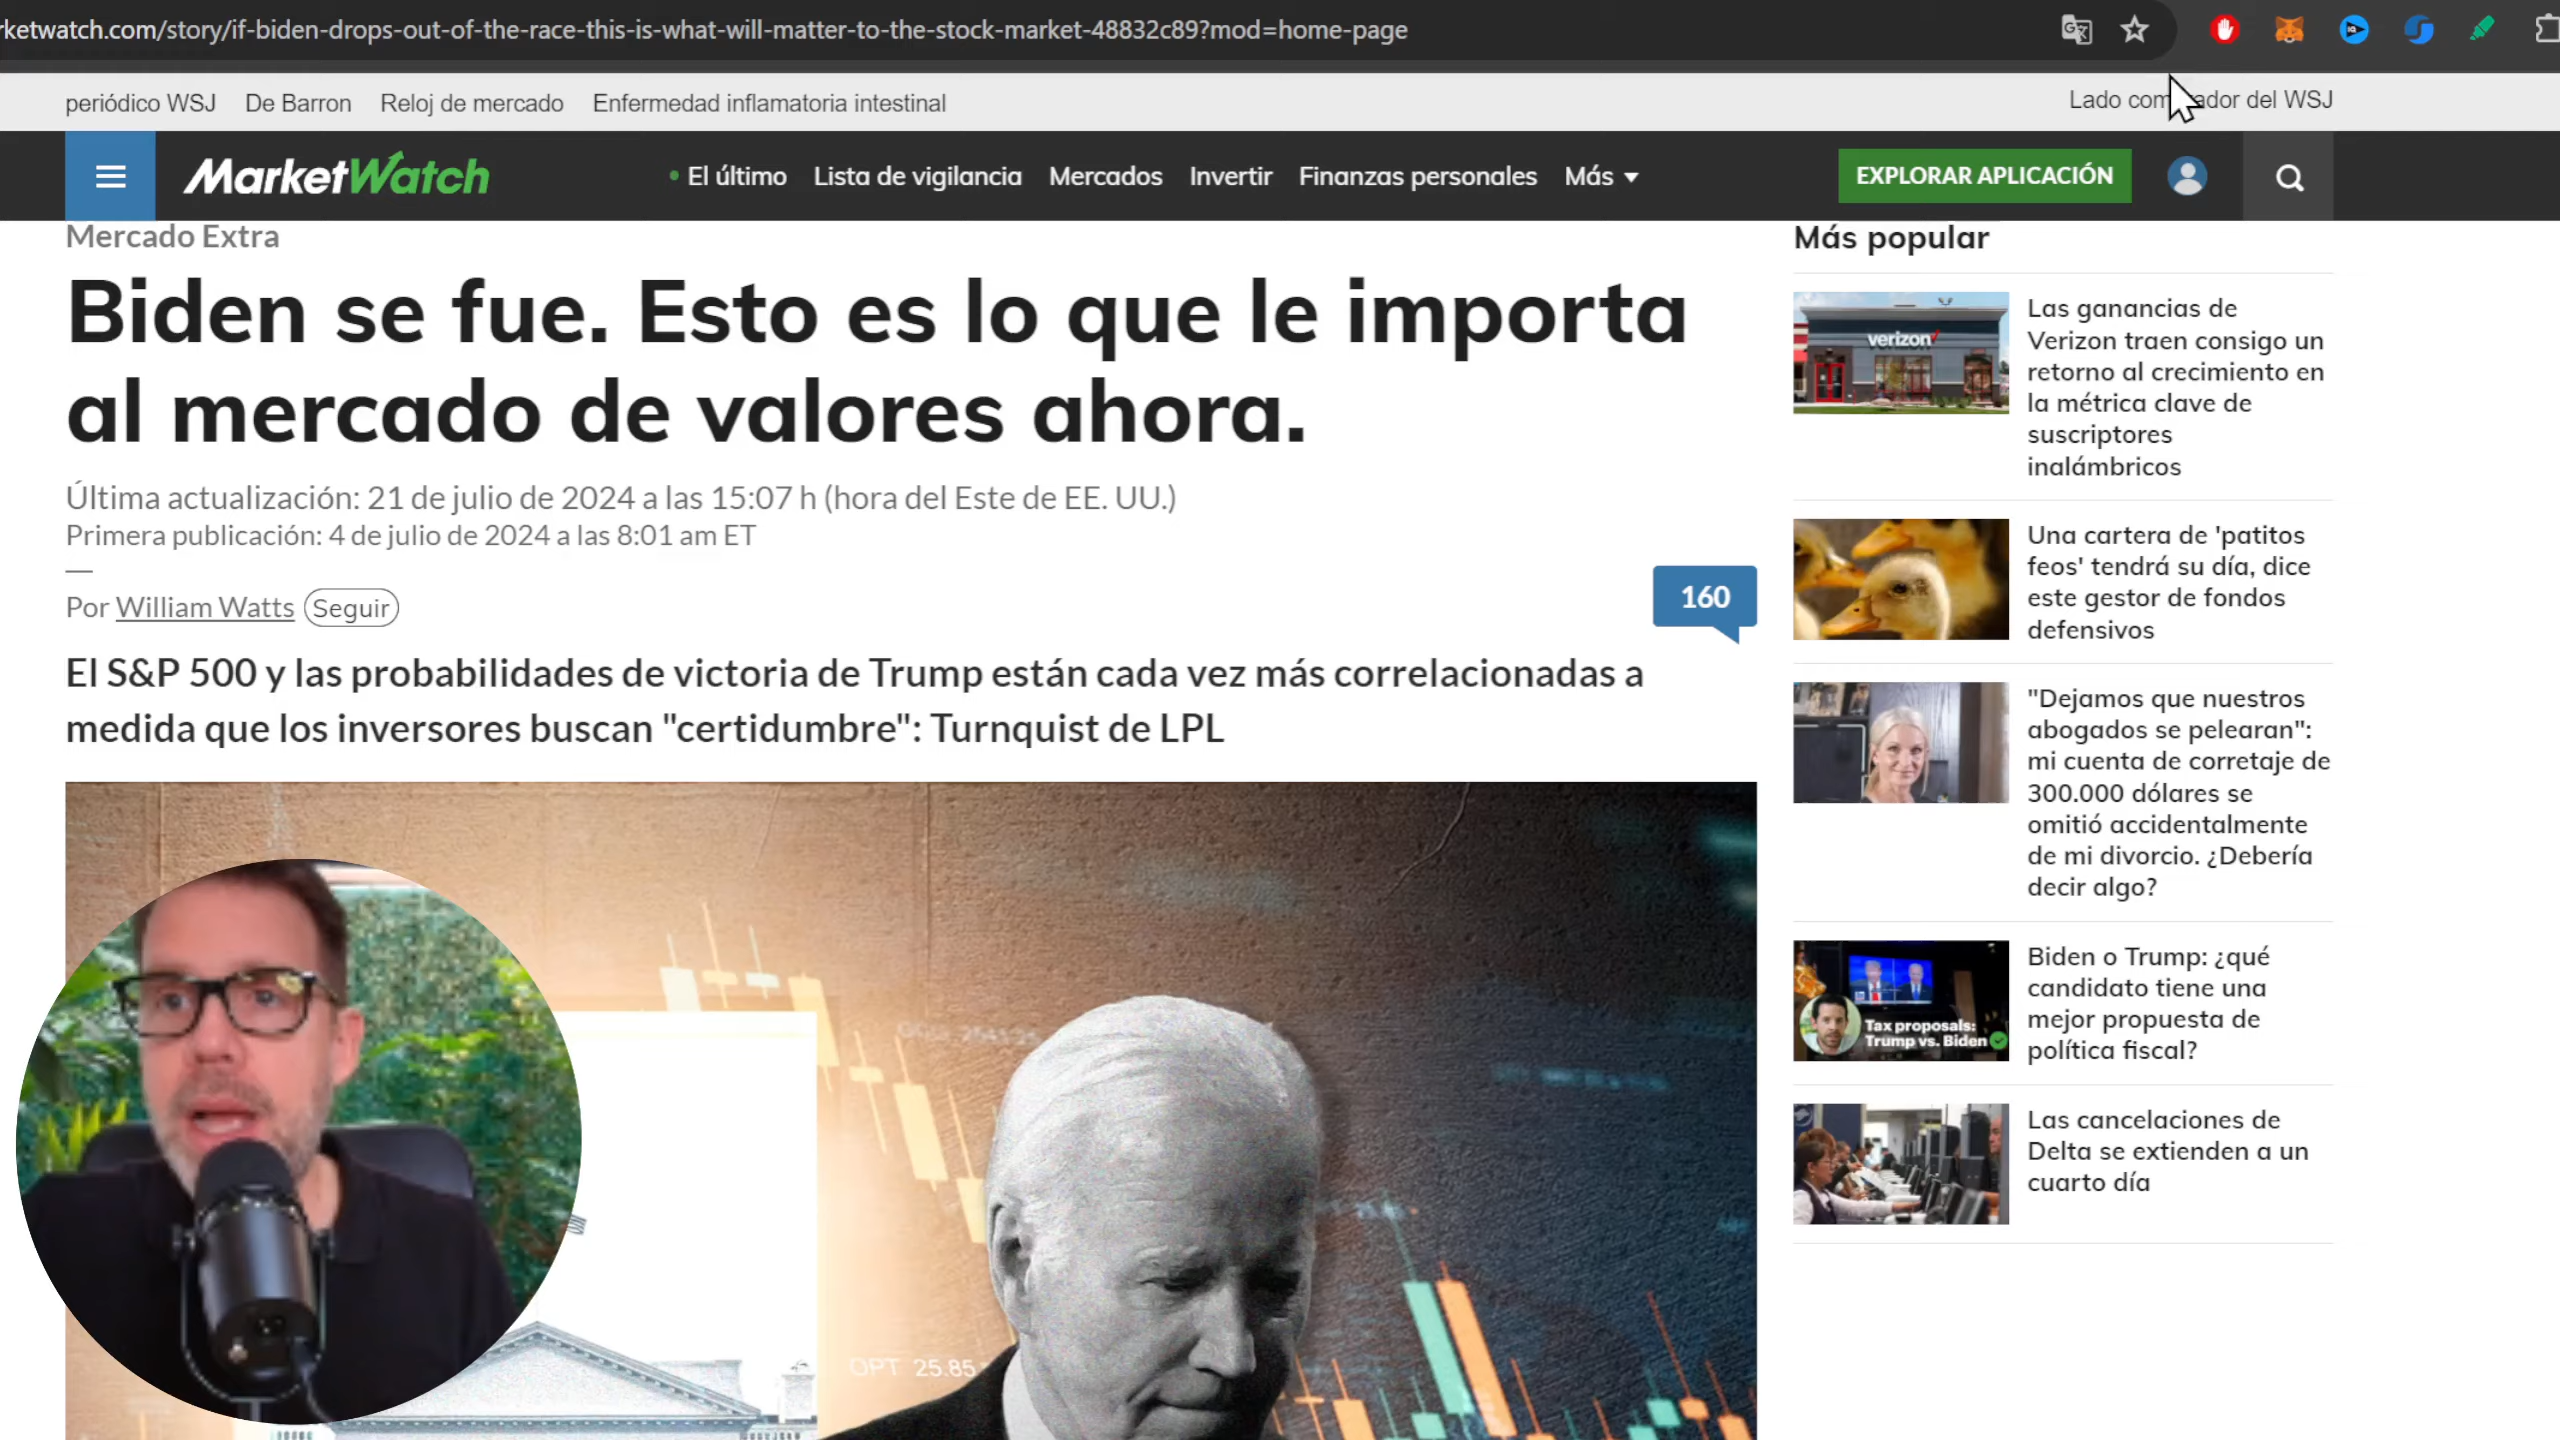 rketwatch.com/story/if-biden-drops-out-of-the-race-this-is-what-will-matter-to-the-stock-market-48832c89?mod=home-page
periódico WSJ De Barron Reloj de mercado Enfermedad inflamatoria intestinal
Lado del WSJ
MarketWatch
El último Lista de vigilancia Mercados Invertir Finanzas personales Más
EXPLORAR APLICACIÓN
Mercado Extra
Biden se fue. Esto es lo que le importa
al mercado de valores ahora.
Última actualización: 21 de julio de 2024 a las 15:07 h (hora del Este de EE. UU.)
Primera publicación: 4 de julio de 2024 a las 8:01 am ET
Por William Watts Seguir
160
El S&P 500 y las probabilidades de victoria de Trump están cada vez más correlacionadas a
medida que los inversores buscan "certidumbre": Turnquist de LPL
OPT 25.85
Más popular
verizon
Las ganancias de
Verizon traen consigo un
retorno al crecimiento en
la métrica clave de
suscriptores
inalámbricos
Una cartera de 'patitos
feos' tendrá su día, dice
este gestor de fondos
defensivos
"Dejamos que nuestros
abogados se pelearan":
mi cuenta de corretaje de
300.000 dólares se
omitió accidentalmente
de mi divorcio. ¿Debería
decir algo?
Tax proposals:
Trump vs. Biden
Biden o Trump: ¿qué
candidato tiene una
mejor propuesta de
política fiscal?
Las cancelaciones de
Delta se extienden a un
cuarto día